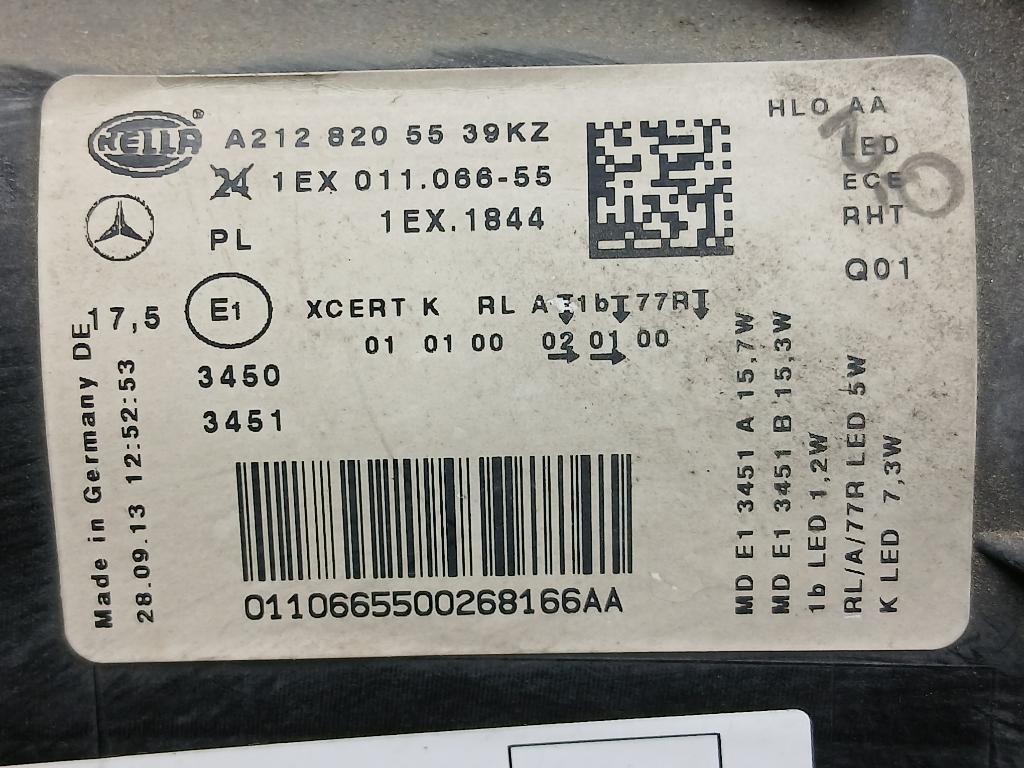 HELLA ®
A212 820 55 39KZ
24 1EX 011.066-55
1EX.1844
PL
HLO AA
LED
ECE
RHT
Q01
17,5
E1
XCERT K RL A 1b 77R
01 01 00 02 01 00
3450
3451
0110665500268166AA
Made in Germany DE
28.09.13 12:52:53
MD E1 3451 A 15,7W
MD E1 3451 B 15,3W
1b LED 1,2W
RL/A/77R LED 5W
K LED 7,3W